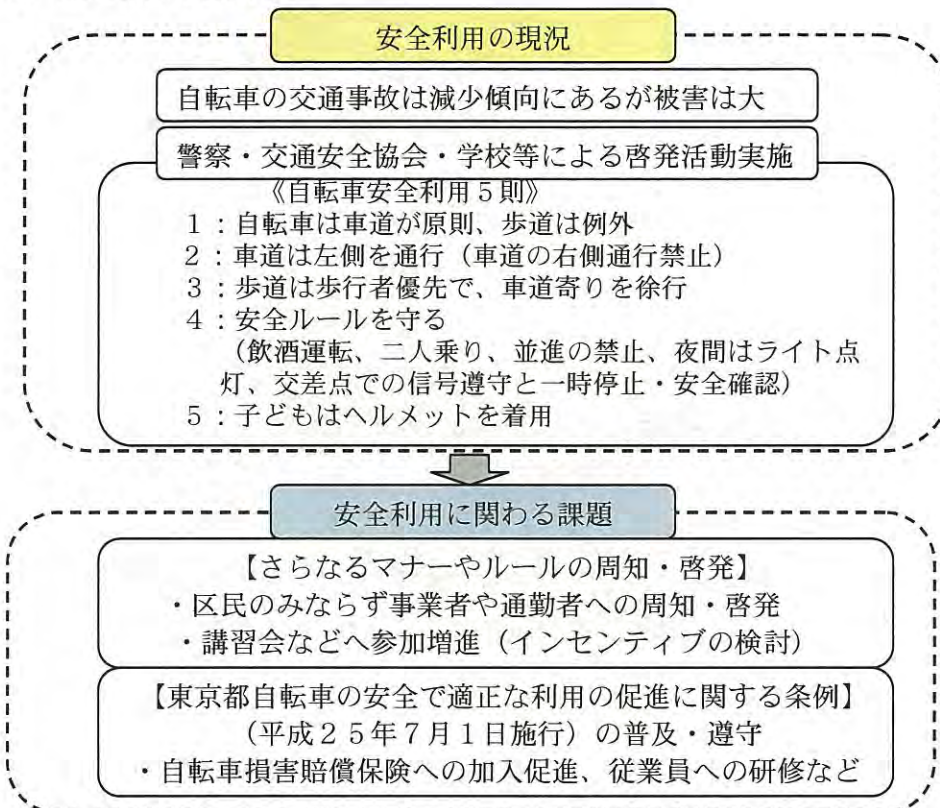 安全利用の現況
自転車の交通事故は減少傾向にあるが被害は大
警察・交通安全協会・学校等による啓発活動実施
《自転車安全利用5則》
1:自転車は車道が原則、歩道は例外
2:車道は左側を通行(車道の右側通行禁止)
3:歩道は歩行者優先で、車道寄りを徐行
4:安全ルールを守る
(飲酒運転、二人乗り、並進の禁止、夜間はライト点
灯、交差点での信号遵守と一時停止・安全確認)
5:子どもはヘルメットを着用
安全利用に関わる課題
【さらなるマナーやルールの周知・啓発】
・区民のみならず事業者や通勤者への周知・啓発
・講習会などへ参加増進(インセンティブの検討)
【東京都自転車の安全で適正な利用の促進に関する条例】
(平成25年7月1日施行)の普及・遵守
・自転車損害賠償保険への加入促進、従業員への研修など